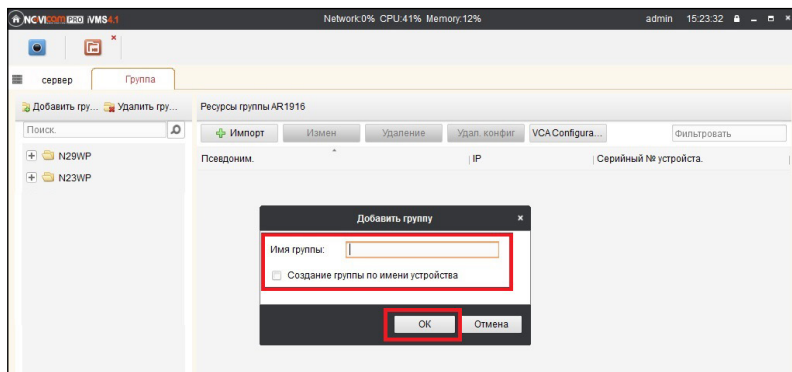 NOVICOM PRO iVMS4.1 Network:0% CPU:41% Memory:12% admin 15:23:32
сервер Группа
Добавить гру... Удалить гру... Ресурсы группы AR1916
Поиск. Импорт Измен Удаление Удал. конфиг VCA Configura... Фильтровать
Псевдоним. IP Серийный № устройста.
N29WP
N23WP
Добавить группу
Имя группы:
Создание группы по имени устройства
OK Отмена